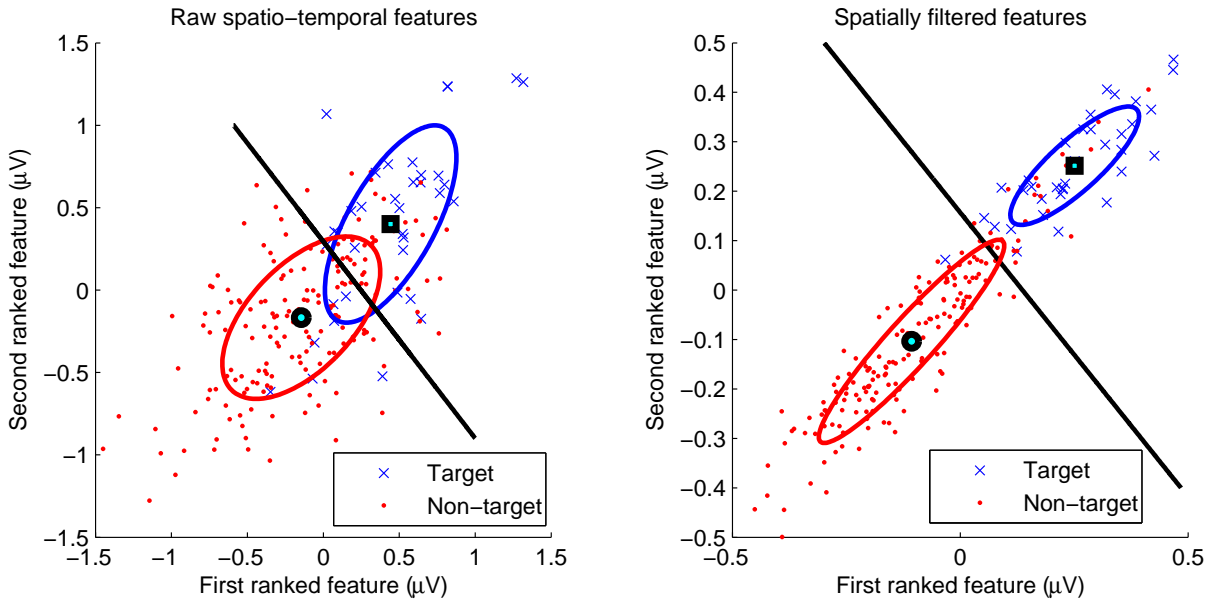 Raw spatio−temporal features
1.5
1
0.5
0
−0.5
−1
−1.5
Second ranked feature (μV)
−1.5
−1
−0.5
0
0.5
1
1.5
First ranked feature (μV)
Target
Non−target
Spatially filtered features
0.5
0.4
0.3
0.2
0.1
0
−0.1
−0.2
−0.3
−0.4
−0.5
Second ranked feature (μV)
−0.5
0
0.5
First ranked feature (μV)
Target
Non−target